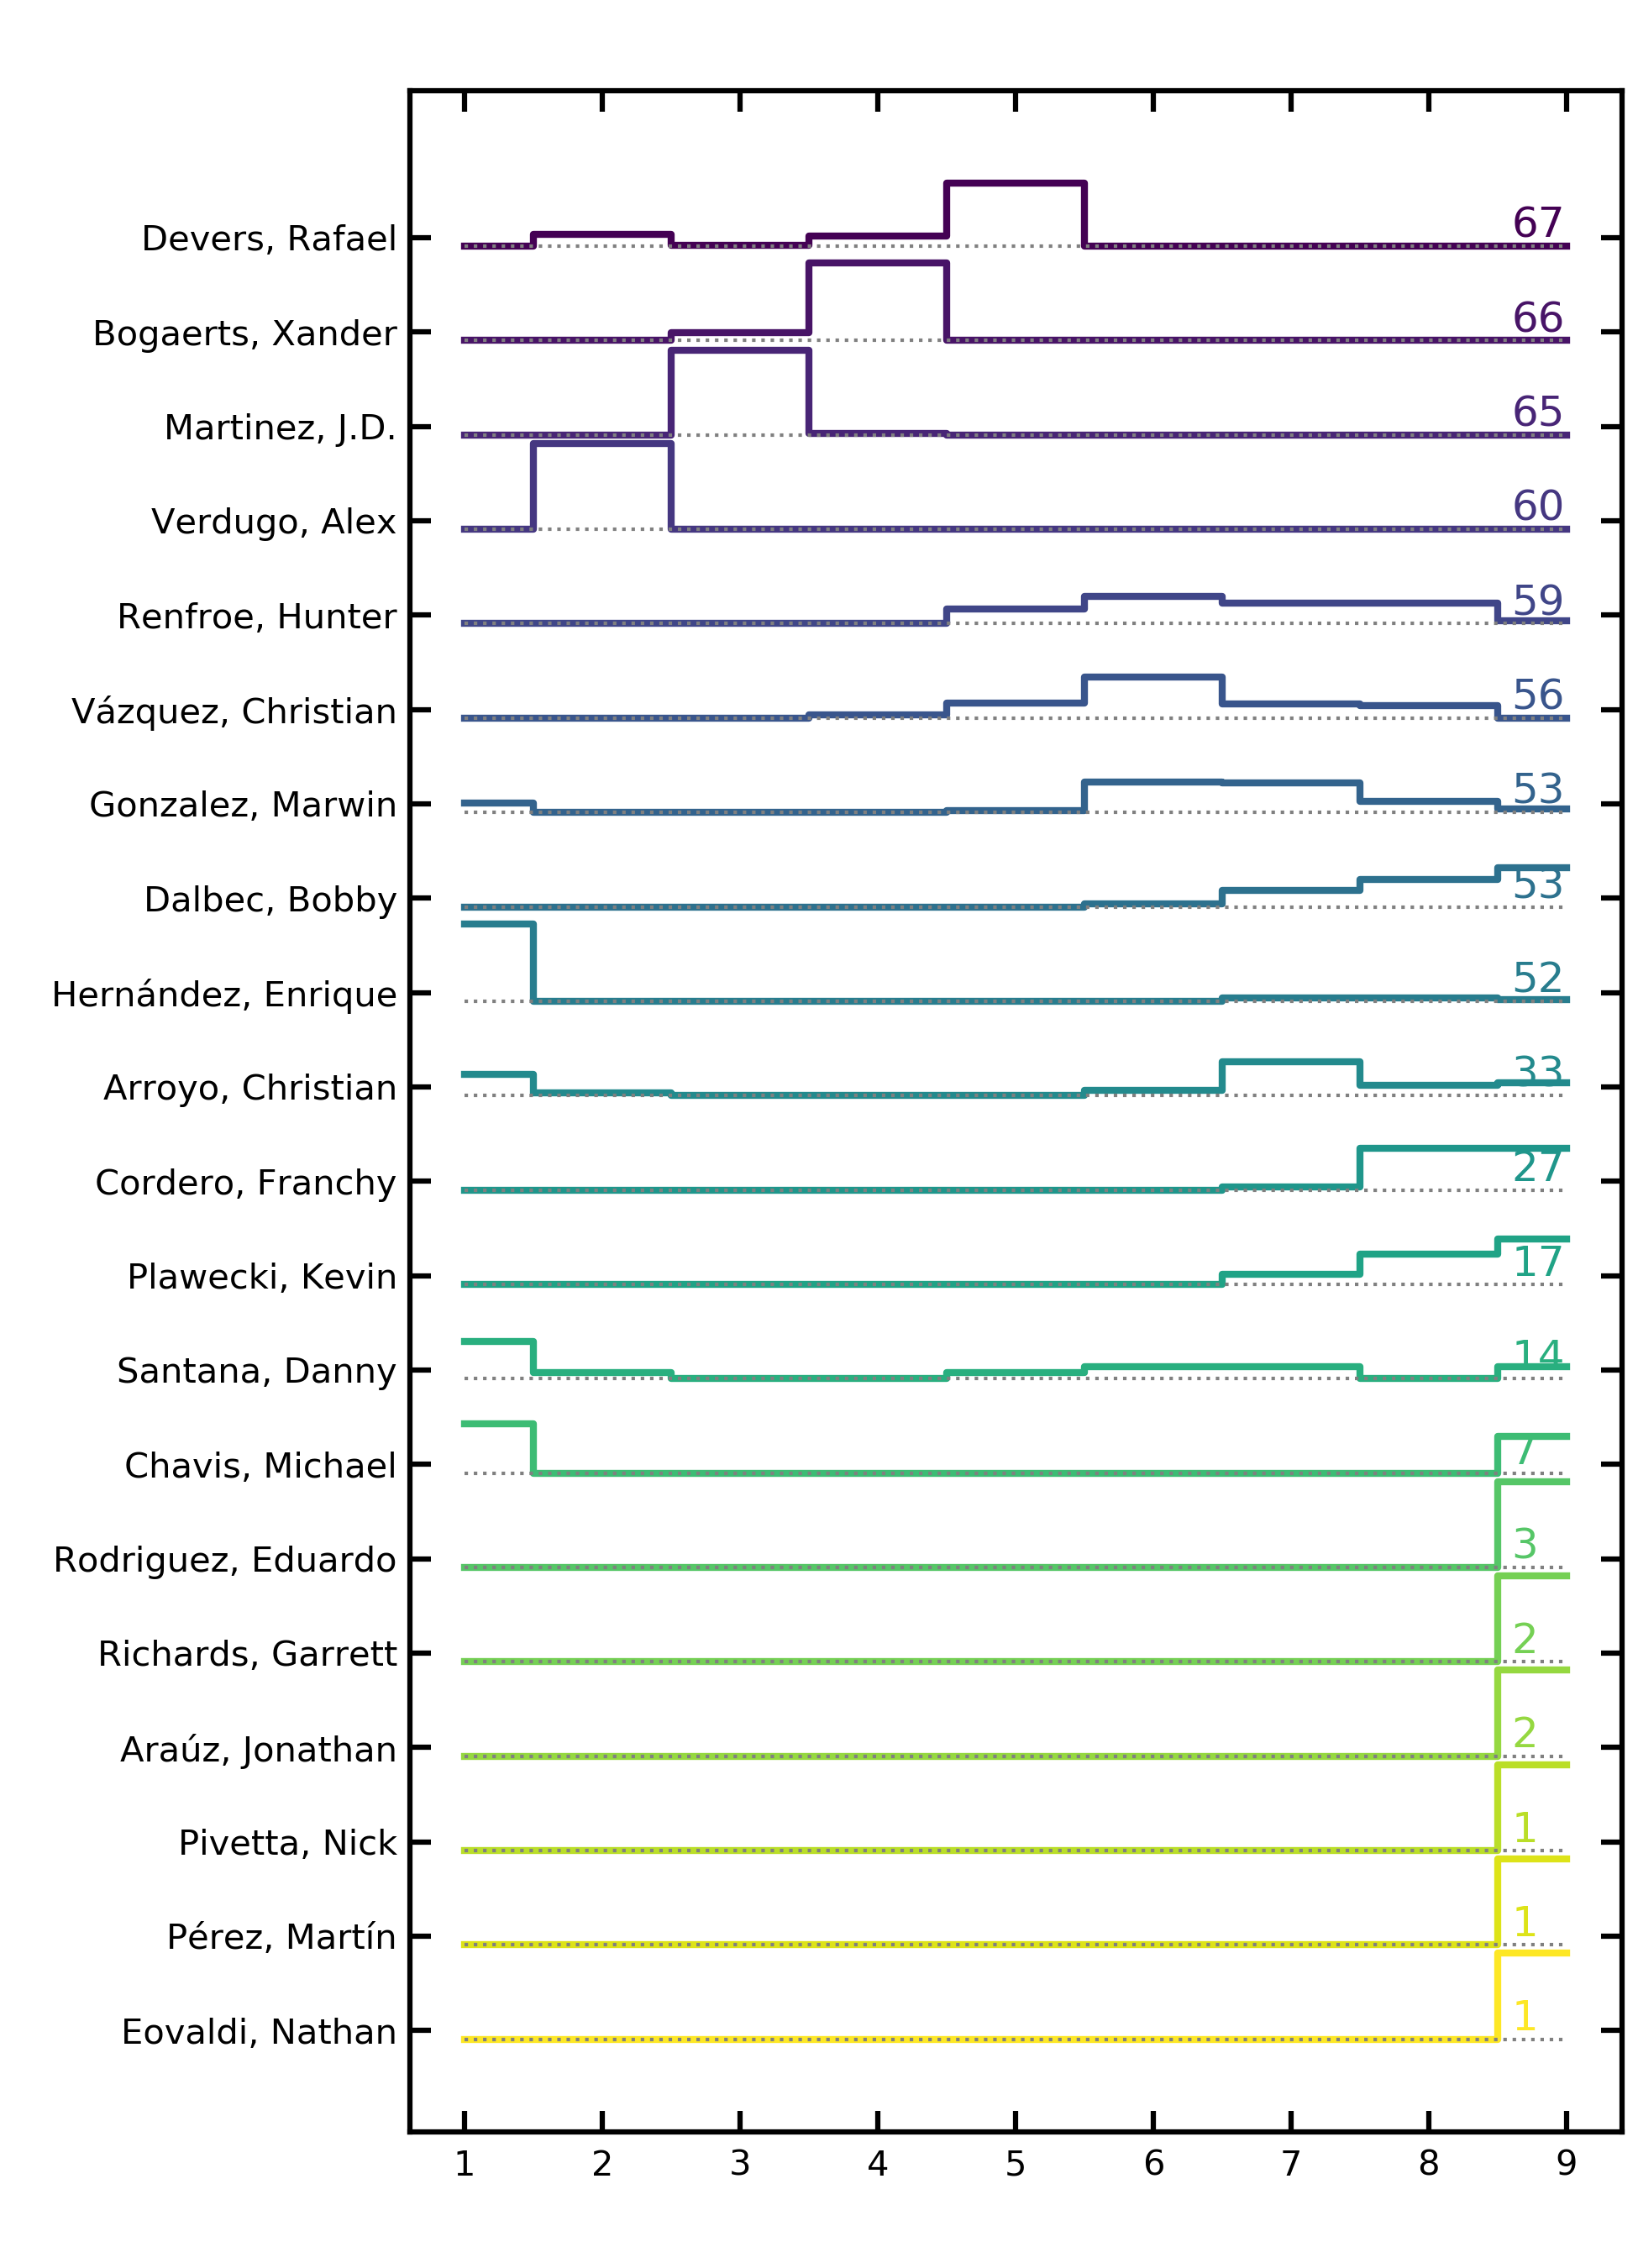 Devers, Rafael 67
Bogaerts, Xander 66
Martinez, J.D. 65
Verdugo, Alex 60
Renfroe, Hunter 59
Vázquez, Christian 56
Gonzalez, Marwin 53
Dalbec, Bobby 53
Hernández, Enrique 52
Arroyo, Christian 33
Cordero, Franchy 27
Plawecki, Kevin 17
Santana, Danny 14
Chavis, Michael 7
Rodriguez, Eduardo 3
Richards, Garrett 2
Araúz, Jonathan 2
Pivetta, Nick 1
Pérez, Martín 1
Eovaldi, Nathan 1
1 2 3 4 5 6 7 8 9